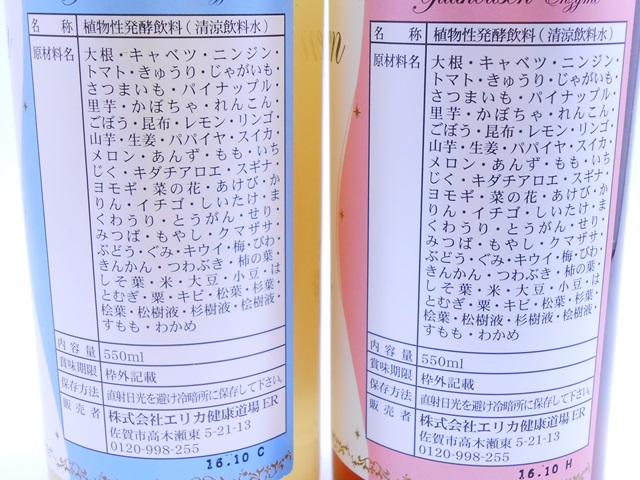 名　称 植物性発酵飲料（清涼飲料水）
原材料名 大根・キャベツ・ニンジン・
トマト・きゅうり・じゃがいも・
さつまいも・パイナップル・
里芋・かぼちゃ・れんこん・
ごぼう・昆布・レモン・リンゴ・
山芋・生姜・パパイヤ・スイカ・
メロン・あんず・もも・いち
じく・キダチアロエ・スギナ・
ヨモギ・菜の花・あけび・か
りん・イチゴ・しいたけ・ま
くわうり・とうがん・せり・
みつば・もやし・クマザサ・
ぶどう・ぐみ・キウイ・梅・びわ・
きんかん・つわぶき・柿の葉・
しそ葉・米・大豆・小豆・は
とむぎ・粟・キビ・松葉・杉葉・
桧葉・松樹液・杉樹液・桧樹液・
すもも・わかめ
内容量 550ml
賞味期限 枠外記載
保存方法 直射日光を避け冷暗所に保存して下さい。
販売者 株式会社エリカ健康道場 ER
佐賀市高木瀬東 5-21-13
0120-998-255
16.10 C
Enzyme
名　称 植物性発酵飲料（清涼飲料水）
原材料名 大根・キャベツ・ニンジン・
トマト・きゅうり・じゃがいも・
さつまいも・パイナップル・
里芋・かぼちゃ・れんこん・
ごぼう・昆布・レモン・リンゴ・
山芋・生姜・パパイヤ・スイカ・
メロン・あんず・もも・いち
じく・キダチアロエ・スギナ・
ヨモギ・菜の花・あけび・か
りん・イチゴ・しいたけ・ま
くわうり・とうがん・せり・
みつば・もやし・クマザサ・
ぶどう・ぐみ・キウイ・梅・びわ・
きんかん・つわぶき・柿の葉・
しそ葉・米・大豆・小豆・は
とむぎ・粟・キビ・松葉・杉葉・
桧葉・松樹液・杉樹液・桧樹液・
すもも・わかめ
内容量 550ml
賞味期限 枠外記載
保存方法 直射日光を避け冷暗所に保存して下さい。
販売者 株式会社エリカ健康道場 ER
佐賀市高木瀬東 5-21-13
0120-998-255
16.10 H